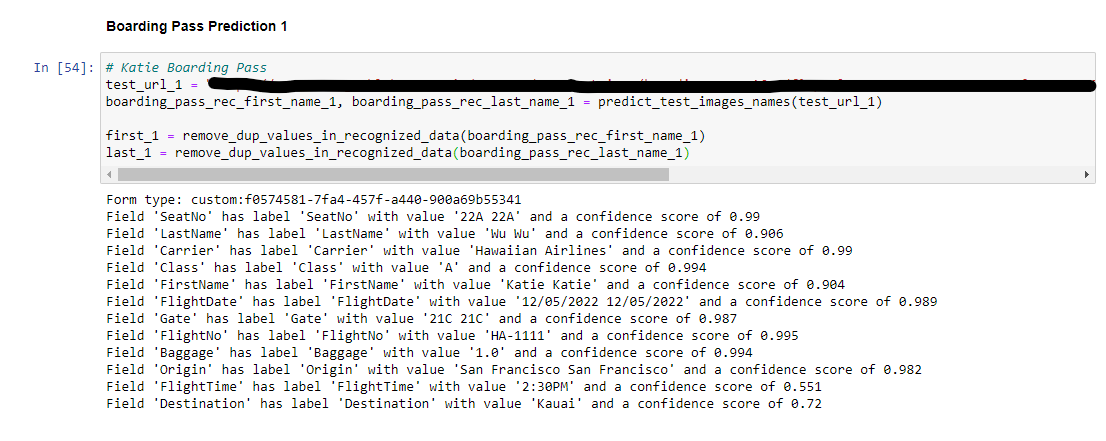 Boarding Pass Prediction 1
In [54]: # Katie Boarding Pass
test_url_1 =
boarding_pass_rec_first_name_1, boarding_pass_rec_last_name_1 = predict_test_images_names(test_url_1)
first_1 = remove_dup_values_in_recognized_data(boarding_pass_rec_first_name_1)
last_1 = remove_dup_values_in_recognized_data(boarding_pass_rec_last_name_1)
Form type: custom:f0574581-7fa4-457f-a440-900a69b55341
Field 'SeatNo' has label 'SeatNo' with value '22A 22A' and a confidence score of 0.99
Field 'LastName' has label 'LastName' with value 'Wu Wu' and a confidence score of 0.906
Field 'Carrier' has label 'Carrier' with value 'Hawaiian Airlines' and a confidence score of 0.99
Field 'Class' has label 'Class' with value 'A' and a confidence score of 0.994
Field 'FirstName' has label 'FirstName' with value 'Katie Katie' and a confidence score of 0.904
Field 'FlightDate' has label 'FlightDate' with value '12/05/2022 12/05/2022' and a confidence score of 0.989
Field 'Gate' has label 'Gate' with value '21C 21C' and a confidence score of 0.987
Field 'FlightNo' has label 'FlightNo' with value 'HA-1111' and a confidence score of 0.995
Field 'Baggage' has label 'Baggage' with value '1.0' and a confidence score of 0.994
Field 'Origin' has label 'Origin' with value 'San Francisco San Francisco' and a confidence score of 0.982
Field 'FlightTime' has label 'FlightTime' with value '2:30PM' and a confidence score of 0.551
Field 'Destination' has label 'Destination' with value 'Kauai' and a confidence score of 0.72